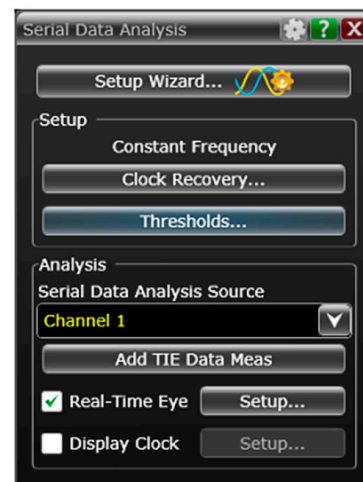 Serial Data Analysis ?  X
Setup Wizard...
Setup
Constant Frequency
Clock Recovery...
Thresholds...
Analysis
Serial Data Analysis Source
Channel 1
Add TIE Data Meas
Real-Time Eye Setup...
Display Clock Setup...